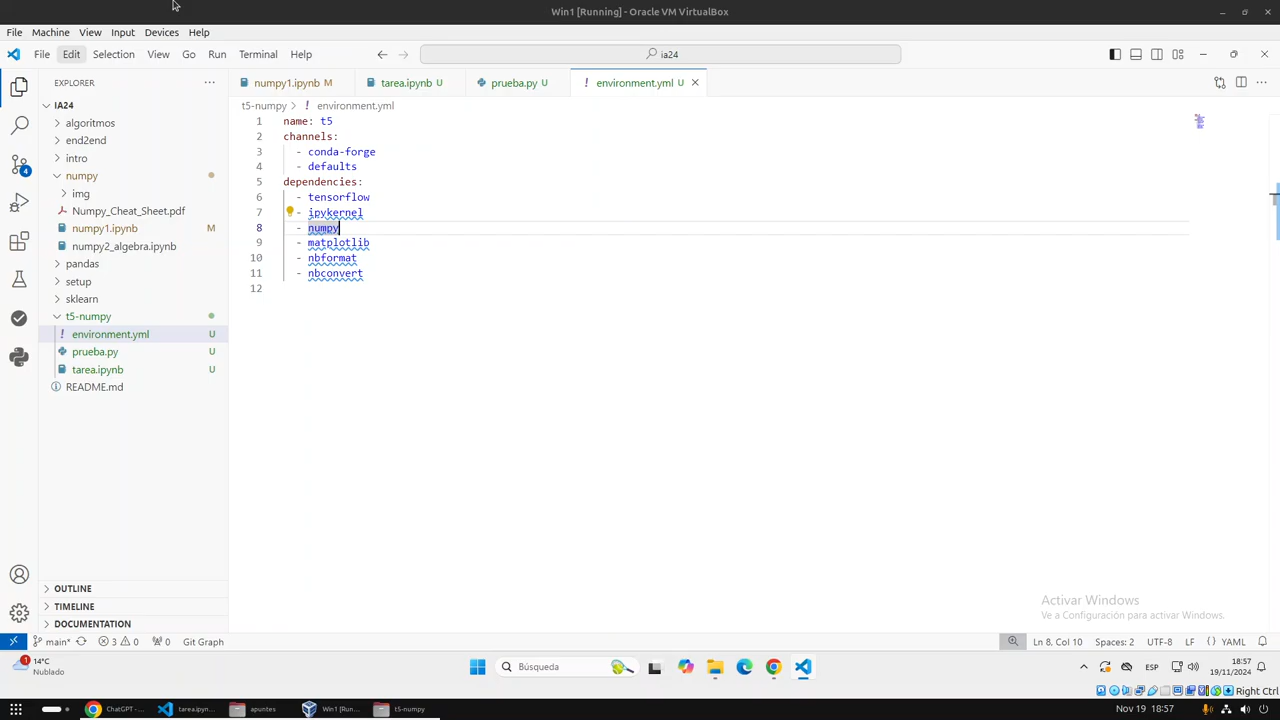 Win1 [Running] - Oracle VM VirtualBox
File Machine View Input Devices Help
File Edit Selection View Go Run Terminal Help
ia24
EXPLORER
numpy1.ipynb M
tarea.ipynb U
prueba.py U
! environment.yml U
IA24
algoritmos
end2end
intro
numpy
img
Numpy_Cheat_Sheet.pdf
numpy1.ipynb M
numpy2_algebra.ipynb
pandas
setup
sklearn
t5-numpy
! environment.yml U
prueba.py U
tarea.ipynb U
README.md
OUTLINE
TIMELINE
DOCUMENTATION
t5-numpy > ! environment.yml
1 name: t5
2 channels:
3 - conda-forge
4 - defaults
5 dependencies:
6 - tensorflow
7 - ipykernel
8 - numpy
9 - matplotlib
10 - nbformat
11 - nbconvert
12
Activar Windows
Ve a Configuración para activar Windows.
4
main* 3 0 0 Git Graph
Ln 8, Col 10 Spaces: 2 UTF-8 LF {} YAML
1
14°C
Nublado
Búsqueda
ESP
18:57
19/11/2024
Right Ctrl
ChatGPT - ...
tarea.ipyn...
apuntes
Win1 [Run...
t5-numpy
Nov 19 18:57